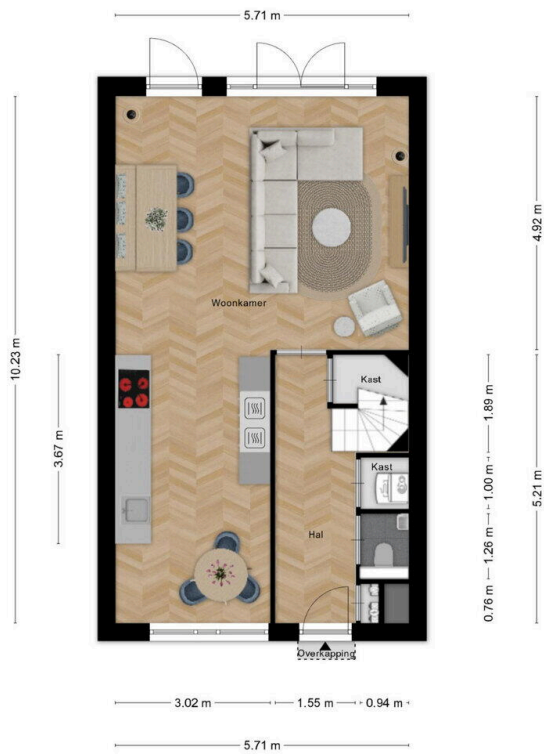 5.71 m
10.23 m
4.92 m
Woonkamer
Kast
3.67 m
1.89 m
Kast
1.00 m
5.21 m
Hal
1.26 m
0.76 m
Overkapping
3.02 m
1.55 m
0.94 m
5.71 m